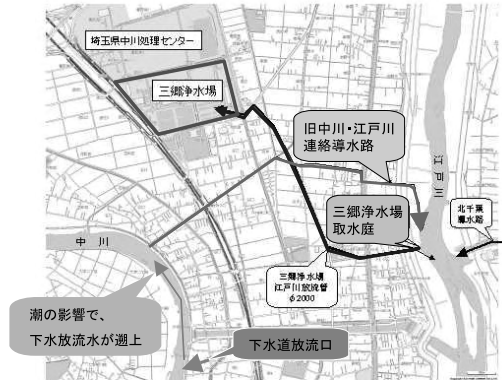 埼玉県中川処理センター
三郷浄水場
旧中川・江戸川
連絡導水路
江戸川
三郷浄水場
取水庭
北千葉
導水路
中川
三郷浄水場
江戸川放流管
φ2000
潮の影響で、
下水放流水が遡上
下水道放流口